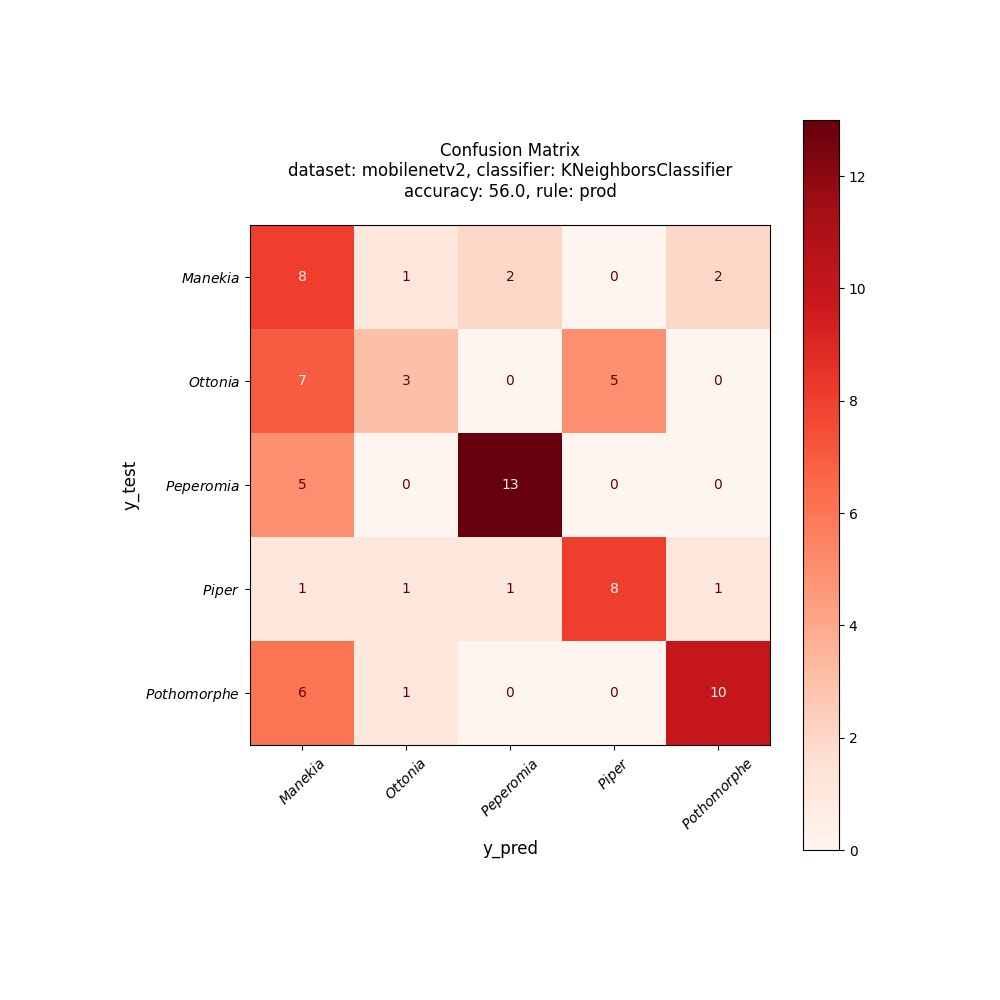 Confusion Matrix
dataset: mobilenetv2, classifier: KNeighborsClassifier
accuracy: 56.0, rule: prod
Manekia 8 1 2 0 2
Ottonia 7 3 0 5 0
Peperomia 5 0 13 0 0
Piper 1 1 1 8 1
Pothomorphe 6 1 0 0 10
Manekia Ottonia Peperomia Piper Pothomorphe
y_test
y_pred
12
10
8
6
4
2
0